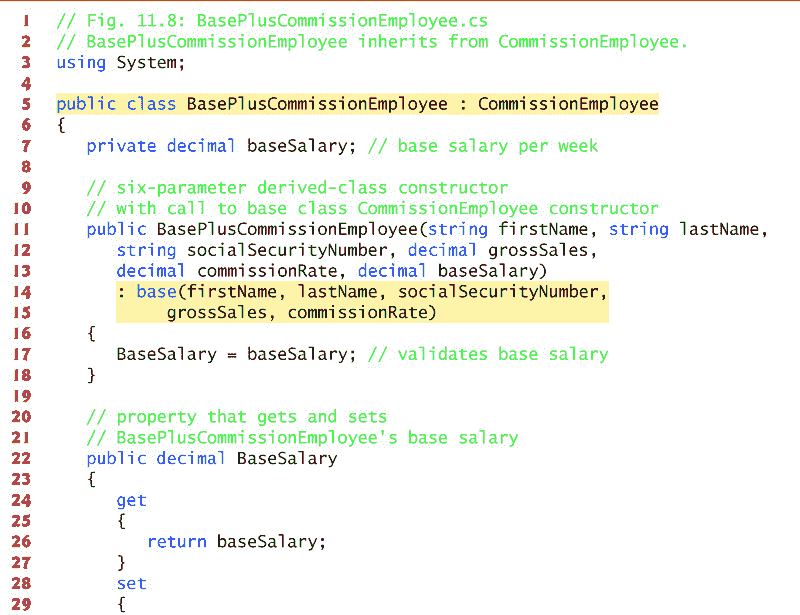 1 // Fig. 11.8: BasePlusCommissionEmployee.cs
2 // BasePlusCommissionEmployee inherits from CommissionEmployee.
3 using System;
4
5 public class BasePlusCommissionEmployee : CommissionEmployee
6 {
7    private decimal baseSalary; // base salary per week
8
9    // six-parameter derived-class constructor
10    // with call to base class CommissionEmployee constructor
11    public BasePlusCommissionEmployee(string firstName, string lastName,
12       string socialSecurityNumber, decimal grossSales,
13       decimal commissionRate, decimal baseSalary)
14       : base(firstName, lastName, socialSecurityNumber,
15            grossSales, commissionRate)
16    {
17       BaseSalary = baseSalary; // validates base salary
18    }
19
20    // property that gets and sets
21    // BasePlusCommissionEmployee's base salary
22    public decimal BaseSalary
23    {
24       get
25       {
26          return baseSalary;
27       }
28       set
29       {